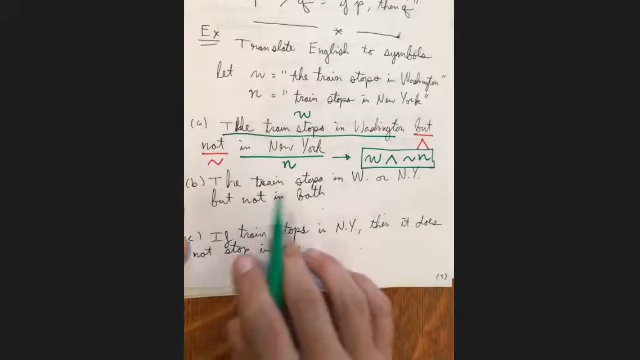 p → q = "if p, then q"
Ex Translate English to symbols
let w = "the train stops in Washington"
n = "train stops in New York"
w
(a) The train stops in Washington but
∧
not in New York → w ∧ ~n
~ n
(b) The train stops in W. or N.Y.
but not in both
(c) If train stops in N.Y., then it does
not stop in